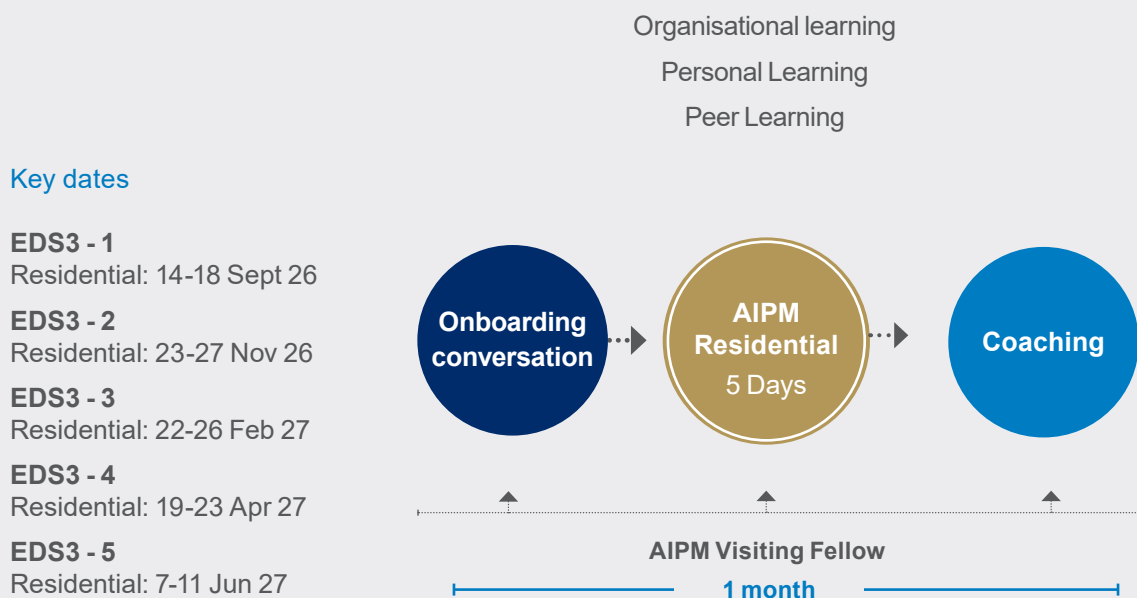 Organisational learning
Personal Learning
Peer Learning
Key dates
EDS3 - 1
Residential: 14-18 Sept 26
EDS3 - 2
Residential: 23-27 Nov 26
EDS3 - 3
Residential: 22-26 Feb 27
EDS3 - 4
Residential: 19-23 Apr 27
EDS3 - 5
Residential: 7-11 Jun 27
Onboarding
conversation
AIPM
Residential
5 Days
Coaching
AIPM Visiting Fellow
1 month